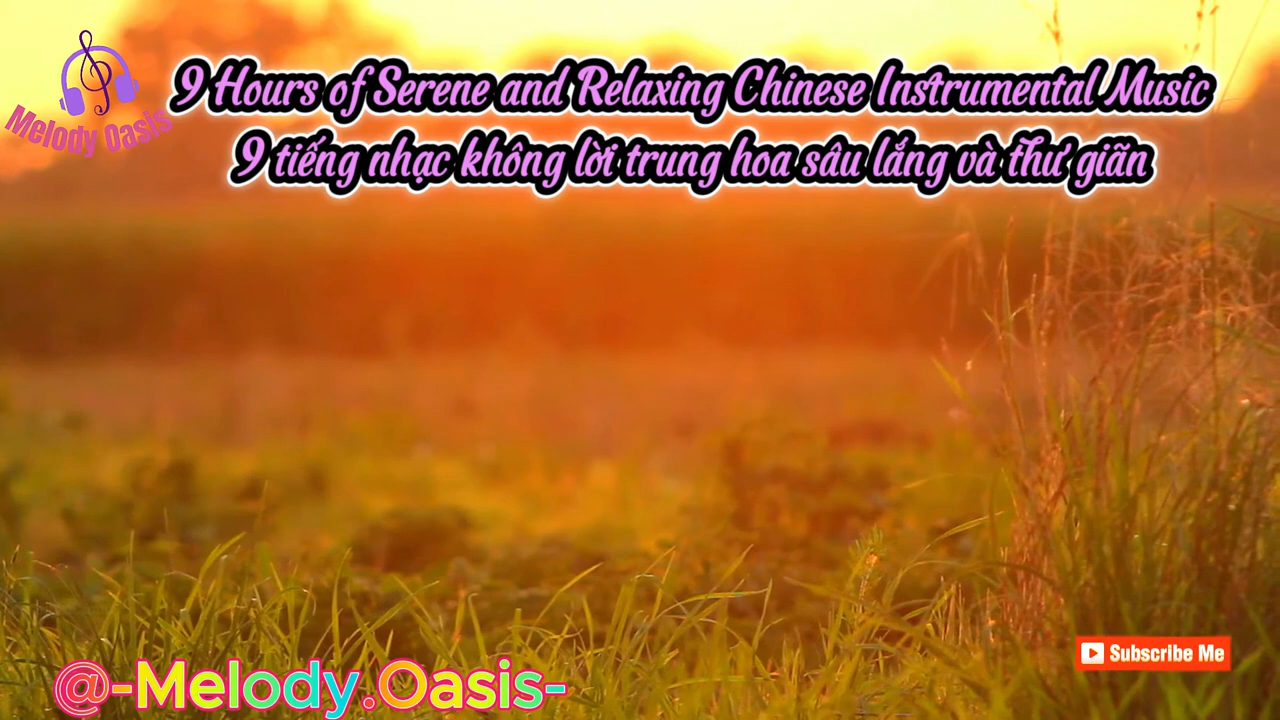 Melody Oasis
9 Hours of Serene and Relaxing Chinese Instrumental Music
9 tiếng nhạc không lời trung hoa sâu lắng và thư giãn
Subscribe Me
@-Melody.Oasis-